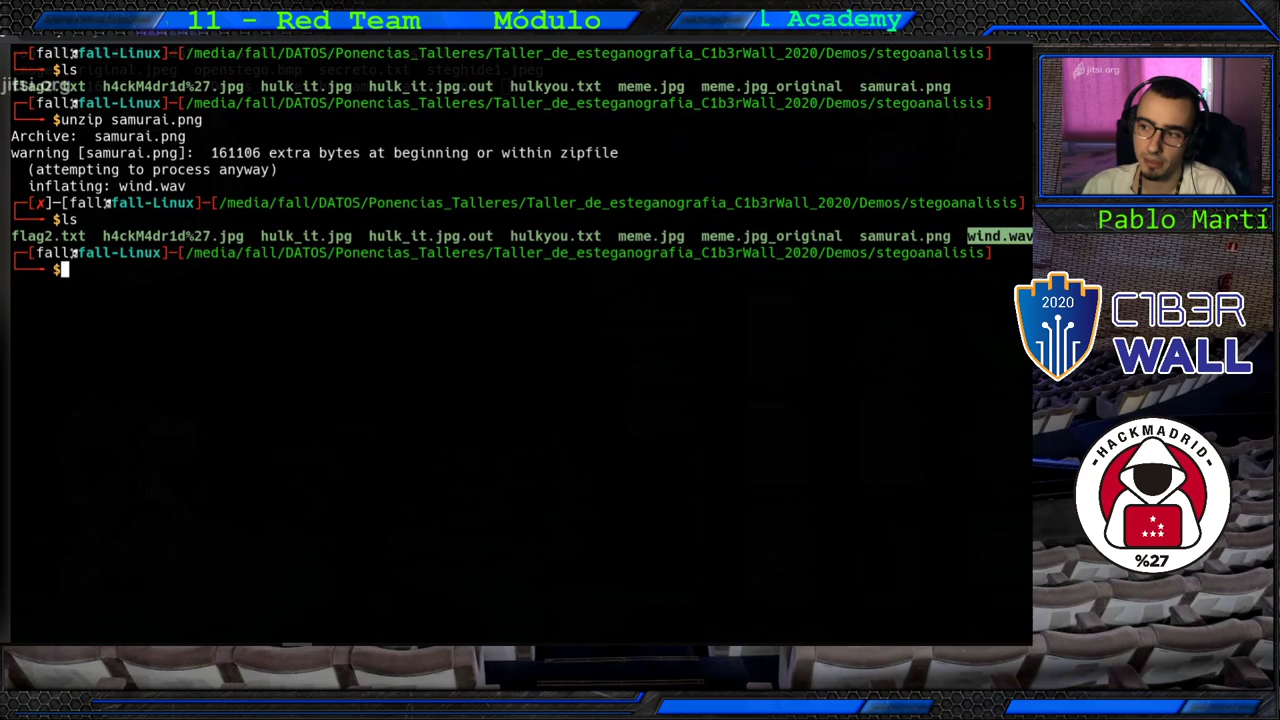 11 - Red Team Módulo l Academy
┌─[fall@fall-Linux]─[/media/fall/DATOS/Ponencias_Talleres/Taller_de_esteganografia_C1b3rWall_2020/Demos/stegoanalisis]
└──╼ $ls
flag2.txt h4ckM4dr1d%27.jpg hulk_it.jpg hulk_it.jpg.out hulkyou.txt meme.jpg meme.jpg_original samurai.png
┌─[fall@fall-Linux]─[/media/fall/DATOS/Ponencias_Talleres/Taller_de_esteganografia_C1b3rWall_2020/Demos/stegoanalisis]
└──╼ $unzip samurai.png
Archive:  samurai.png
warning [samurai.png]:  161106 extra bytes at beginning or within zipfile
(attempting to process anyway)
inflating: wind.wav
┌─[✗]─[fall@fall-Linux]─[/media/fall/DATOS/Ponencias_Talleres/Taller_de_esteganografia_C1b3rWall_2020/Demos/stegoanalisis]
└──╼ $ls
flag2.txt h4ckM4dr1d%27.jpg hulk_it.jpg hulk_it.jpg.out hulkyou.txt meme.jpg meme.jpg_original samurai.png wind.wav
┌─[fall@fall-Linux]─[/media/fall/DATOS/Ponencias_Talleres/Taller_de_esteganografia_C1b3rWall_2020/Demos/stegoanalisis]
└──╼ $
jitsi.org
jitsi.org
Pablo Martí
2020
C1B3R
WALL
HACKMADRID
%27